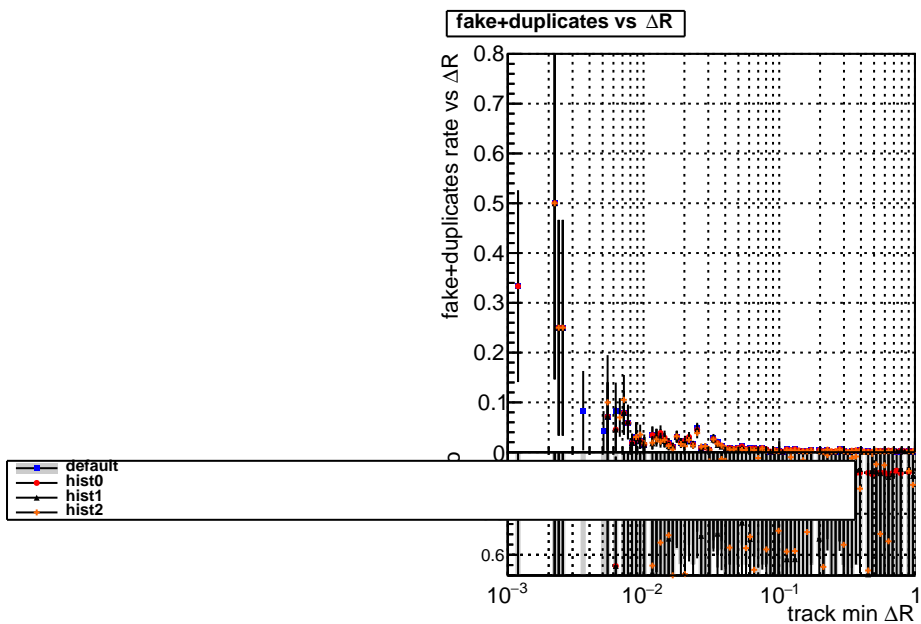 fake+duplicates vs ΔR
fake+duplicates rate vs ΔR
0.8
0.7
0.6
0.5
0.4
0.3
0.2
0.1
0
default
hist0
hist1
hist2
0.6
10⁻³
10⁻²
10⁻¹
1
track min ΔR